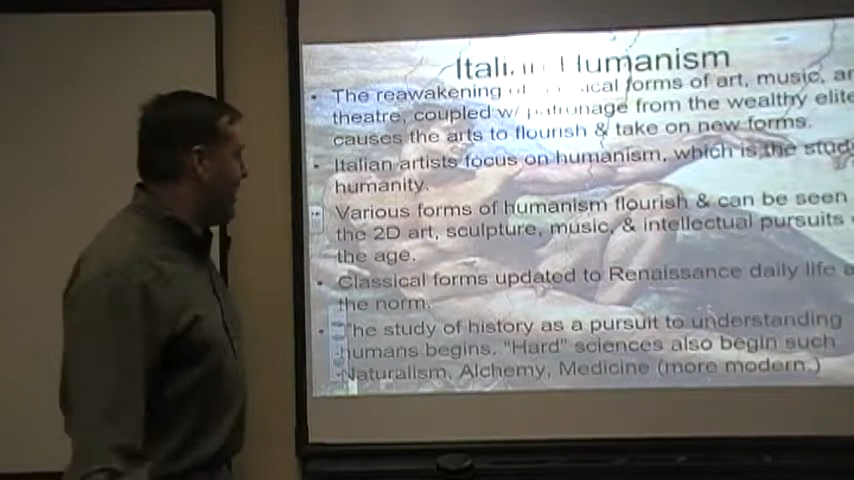 Humanism
• The reawakening forms of art, music,
theatre, coupled w/ patronage from the wealthy elite
causes the arts to flourish & take on new forms.
• Italian artists focus on humanism, which is the
humanity.
Various forms of humanism flourish & can be seen
the 2D art, sculpture, music, & intellectual pursuits
the age.
• Classical forms updated to Renaissance daily life
the norm.
• The study of history as a pursuit to understanding
humans begins. "Hard" sciences also begin such
Naturalism, Alchemy, Medicine (more modern.)